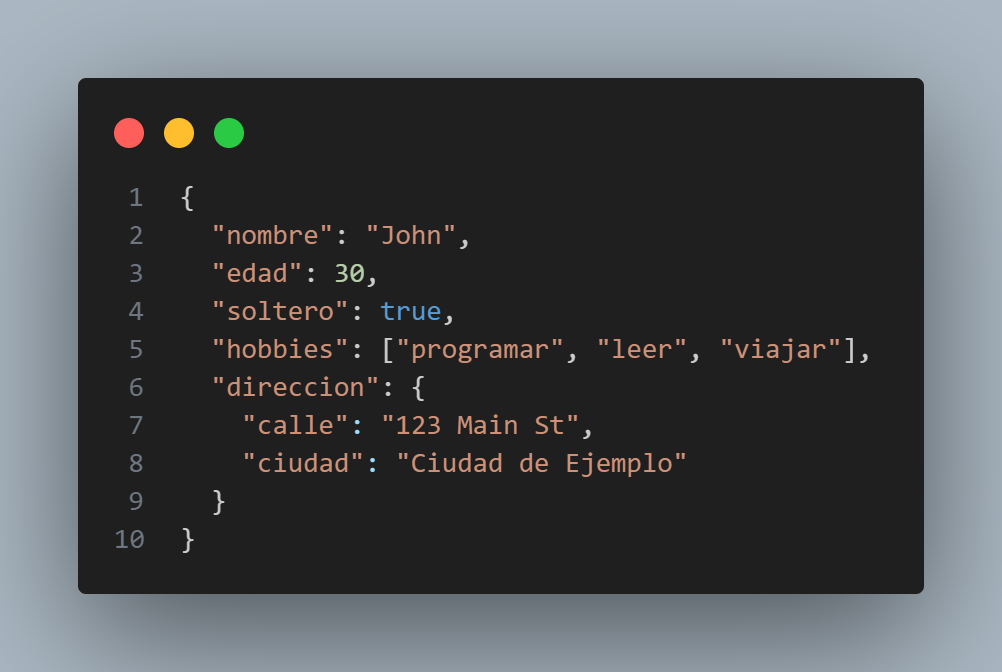 1 {
2   "nombre": "John",
3   "edad": 30,
4   "soltero": true,
5   "hobbies": ["programar", "leer", "viajar"],
6   "direccion": {
7     "calle": "123 Main St",
8     "ciudad": "Ciudad de Ejemplo"
9   }
10 }